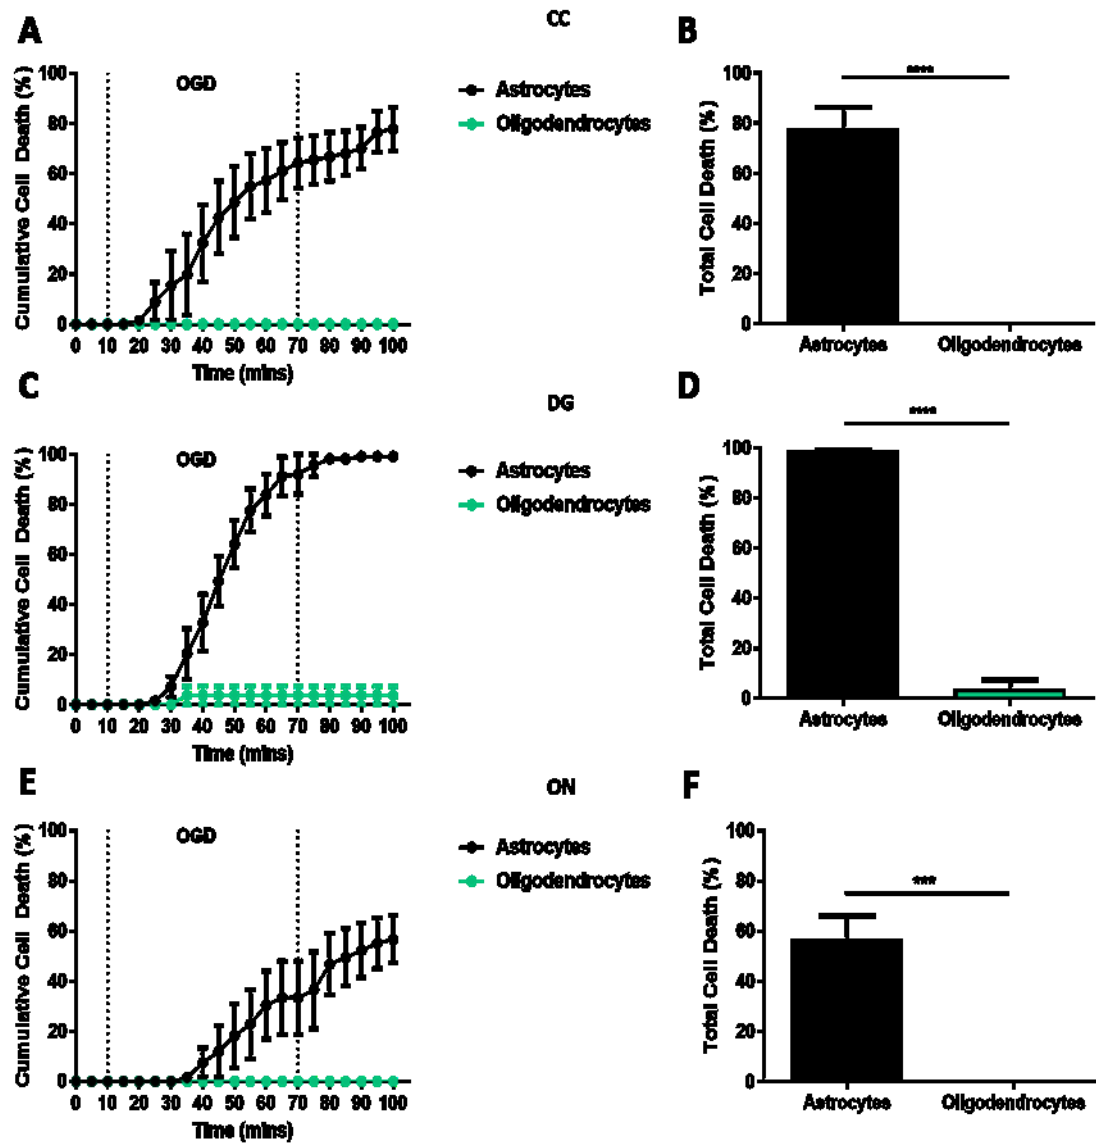 A
CC
B
Cumulative Cell Death (%)
100
80
60
40
20
0
OGD
0 10 20 30 40 50 60 70 80 90 100
Time (mins)
Astrocytes
Oligodendrocytes
Total Cell Death (%)
100
80
60
40
20
0
****
Astrocytes Oligodendrocytes
C
DG
D
Cumulative Cell Death (%)
100
80
60
40
20
0
OGD
0 10 20 30 40 50 60 70 80 90 100
Time (mins)
Astrocytes
Oligodendrocytes
Total Cell Death (%)
100
80
60
40
20
0
****
Astrocytes Oligodendrocytes
E
ON
F
Cumulative Cell Death (%)
100
80
60
40
20
0
OGD
0 10 20 30 40 50 60 70 80 90 100
Time (mins)
Astrocytes
Oligodendrocytes
Total Cell Death (%)
100
80
60
40
20
0
***
Astrocytes Oligodendrocytes